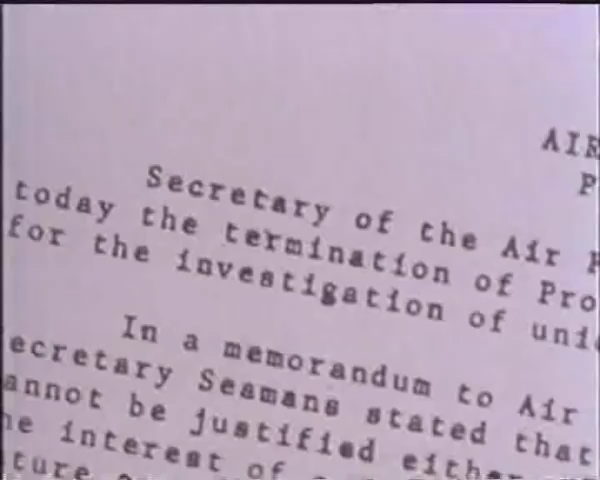 AIR
P
Secretary of the Air F
today the termination of Pro
for the investigation of uni
In a memorandum to Air
ecretary Seamans stated that
annot be justified either
he interest of
ture